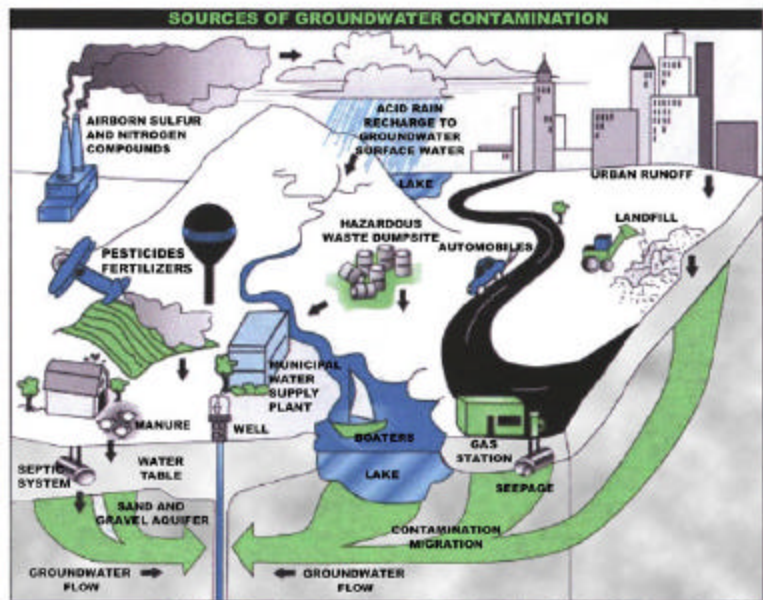 SOURCES OF GROUNDWATER CONTAMINATION
AIRBORN SULFUR
AND NITROGEN
COMPOUNDS
ACID RAIN
RECHARGE TO
GROUNDWATER
SURFACE WATER
LAKE
URBAN RUNOFF
LANDFILL
HAZARDOUS
WASTE DUMPSITE
AUTOMOBILES
PESTICIDES
FERTILIZERS
MUNICIPAL
WATER
SUPPLY
PLANT
MANURE
WELL
BOATERS
GAS
STATION
SEPTIC
SYSTEM
WATER
TABLE
LAKE
SEEPAGE
SAND AND
GRAVEL AQUIFER
CONTAMINATION
MIGRATION
GROUNDWATER
FLOW
GROUNDWATER
FLOW